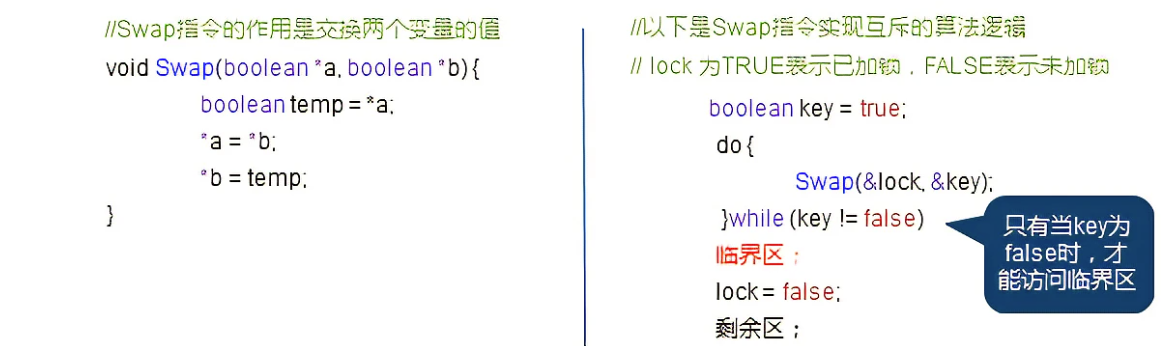 //Swap指令的作用是交换两个变量的值
void Swap(boolean *a, boolean *b){
boolean temp = *a;
*a = *b;
*b = temp;
}
//以下是Swap指令实现互斥的算法逻辑
// lock 为TRUE表示已加锁，FALSE表示未加锁
boolean key = true;
do {
Swap(&lock, &key);
}while (key != false)
临界区；
lock = false;
剩余区；
只有当key为
false时，才
能访问临界区